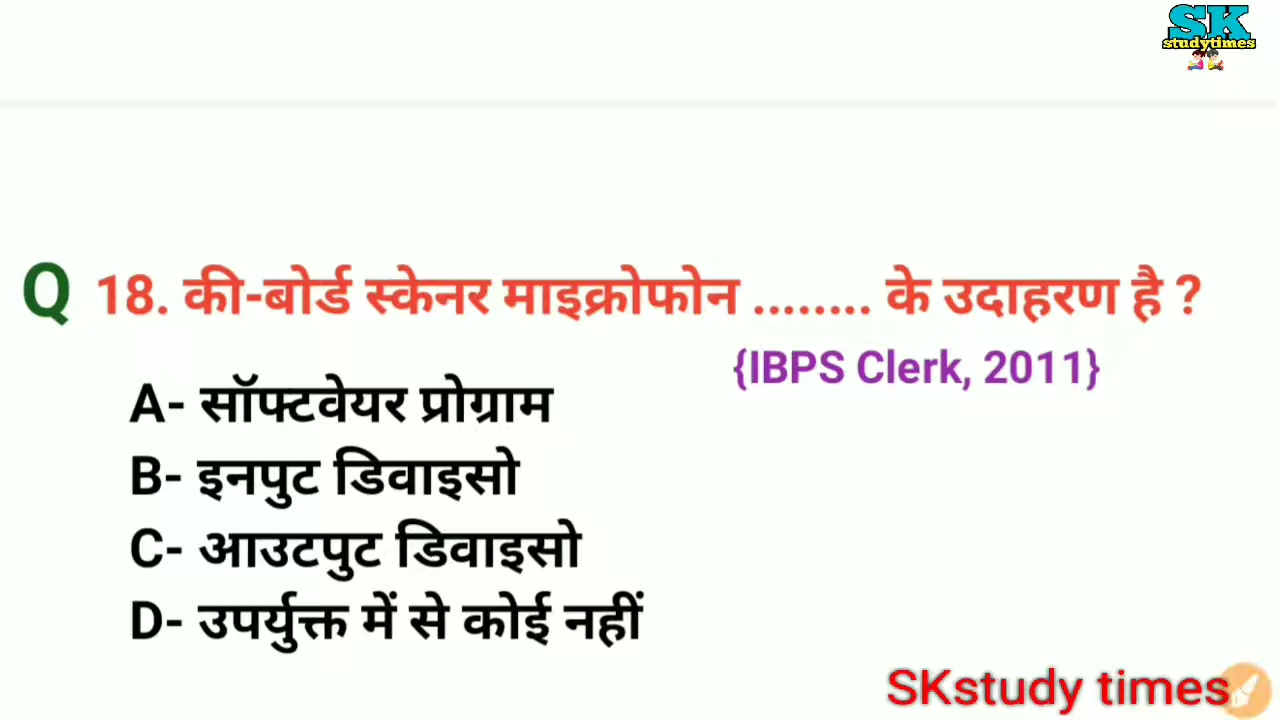 SK
studytimes
Q 18. की-बोर्ड स्केनर माइक्रोफोन ........ के उदाहरण है ?
{IBPS Clerk, 2011}
A- सॉफ्टवेयर प्रोग्राम
B- इनपुट डिवाइसो
C- आउटपुट डिवाइसो
D- उपर्युक्त में से कोई नहीं
SKstudy times